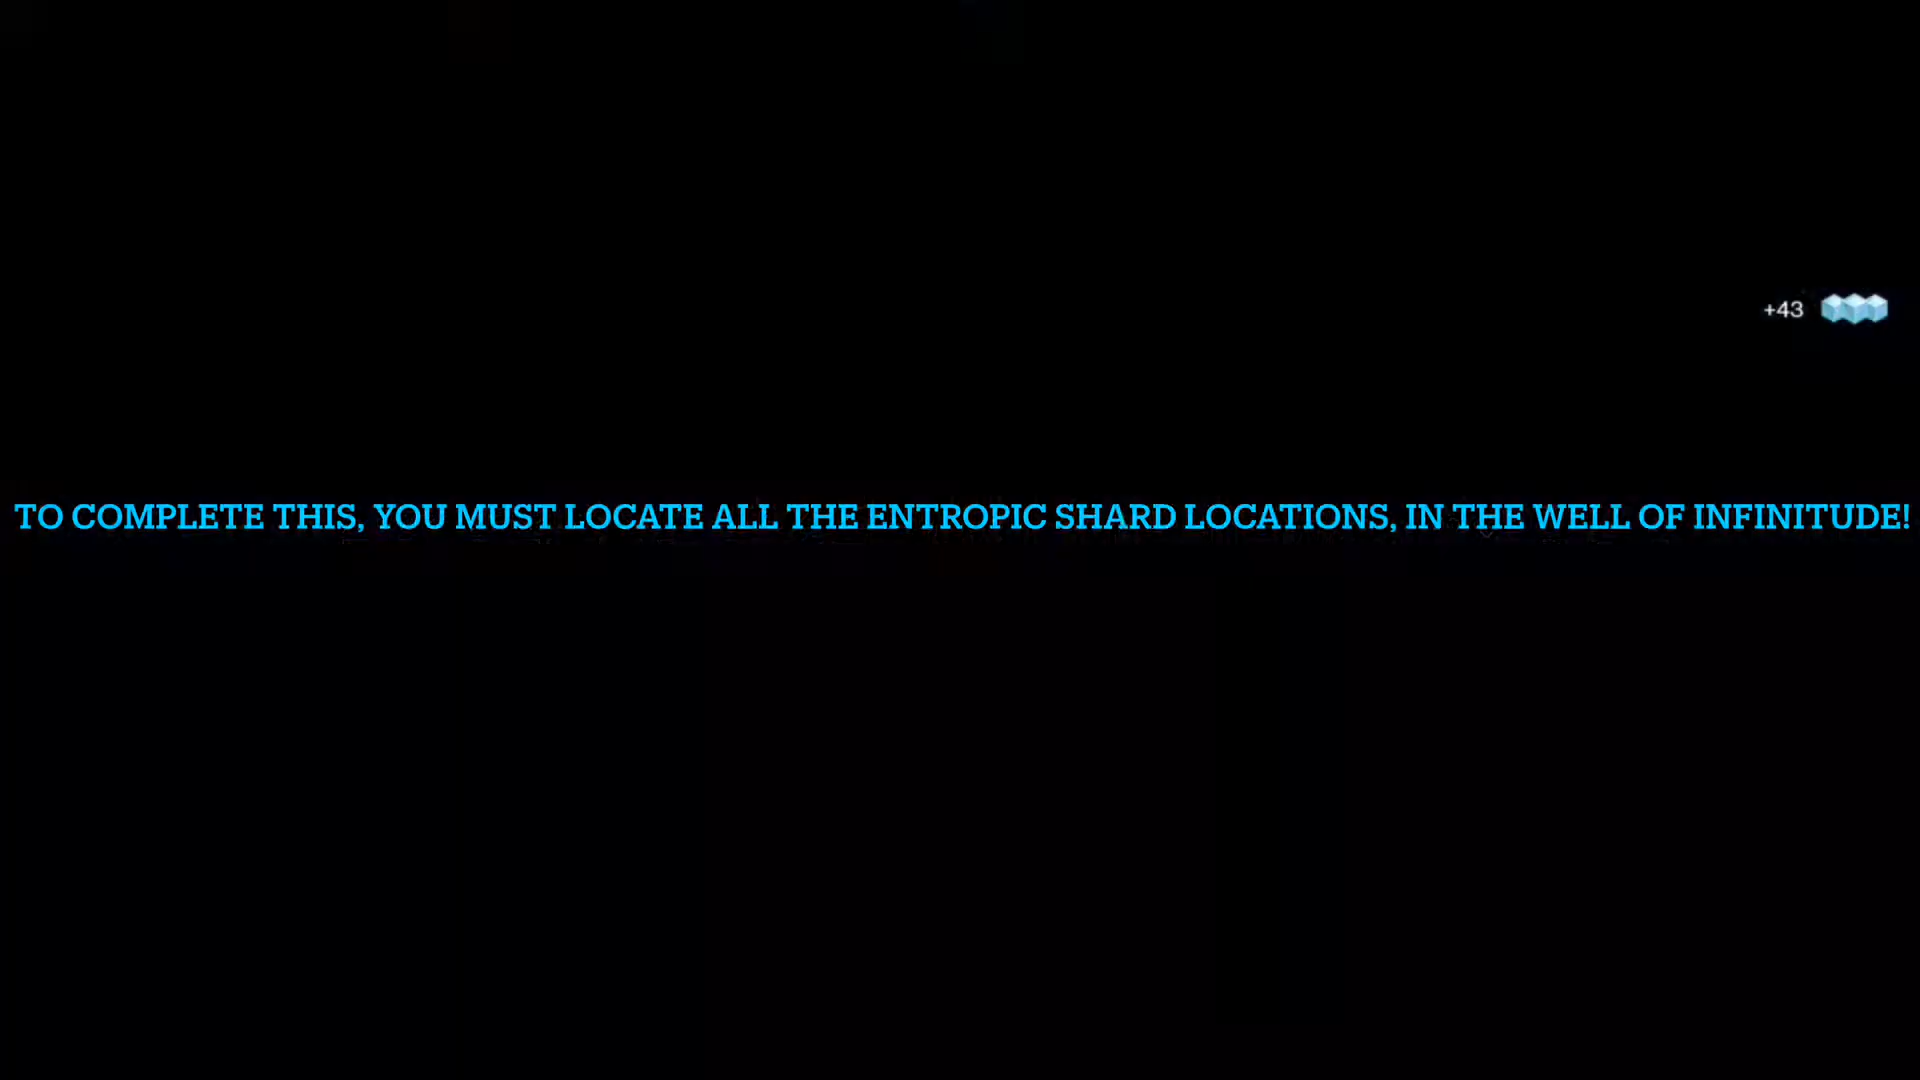 +43
TO COMPLETE THIS, YOU MUST LOCATE ALL THE ENTROPIC SHARD LOCATIONS, IN THE WELL OF INFINITUDE!